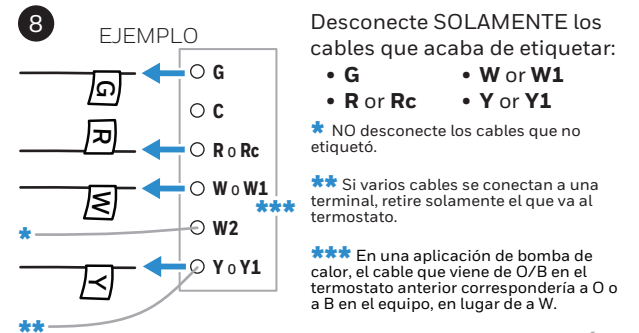 8
EJEMPLO
G
C
R o Rc
W o W1
***
W2
Y o Y1
G
R
W
Y
*
**
Desconecte SOLAMENTE los
cables que acaba de etiquetar:
• G • W or W1
• R or Rc • Y or Y1
* NO desconecte los cables que no
etiquetó.
** Si varios cables se conectan a una
terminal, retire solamente el que va al
termostato.
*** En una aplicación de bomba de
calor, el cable que viene de O/B en el
termostato anterior correspondería a O o
a B en el equipo, en lugar de a W.